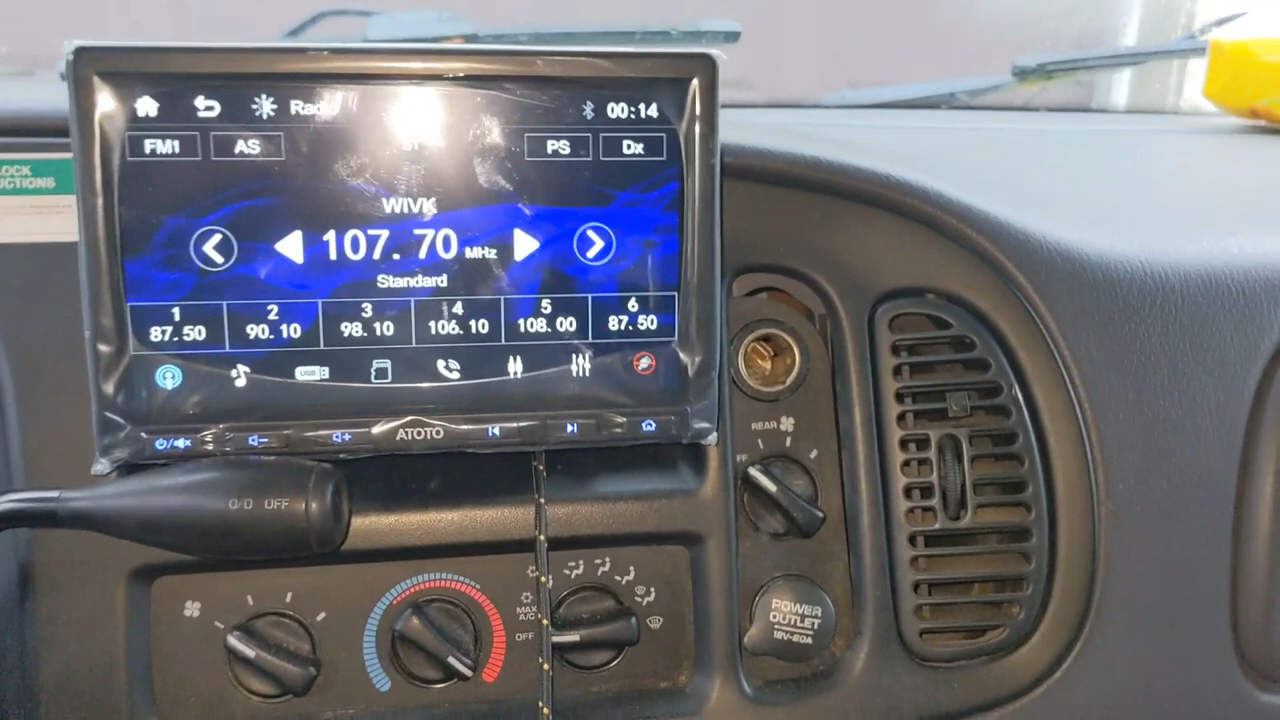 Radio 00:14
FM1 AS ST PS Dx
LOCK
UCTIONS
WIVK
107.70 MHz
Standard
1 2 3 4 5 6
87.50 90.10 98.10 106.10 108.00 87.50
USB
ATOTO
REAR
FF
O/D OFF
MAX
A/C
OFF
POWER
OUTLET
12V-20A